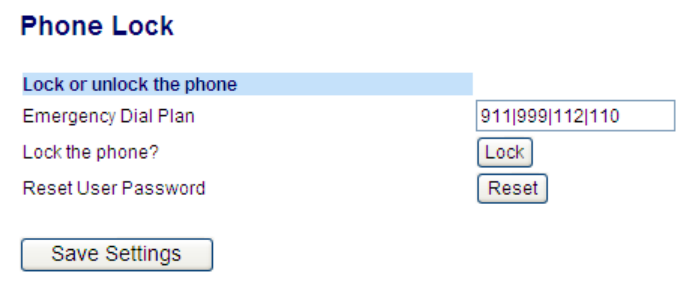 Phone Lock
Lock or unlock the phone
Emergency Dial Plan 911|999|112|110
Lock the phone? Lock
Reset User Password Reset
Save Settings